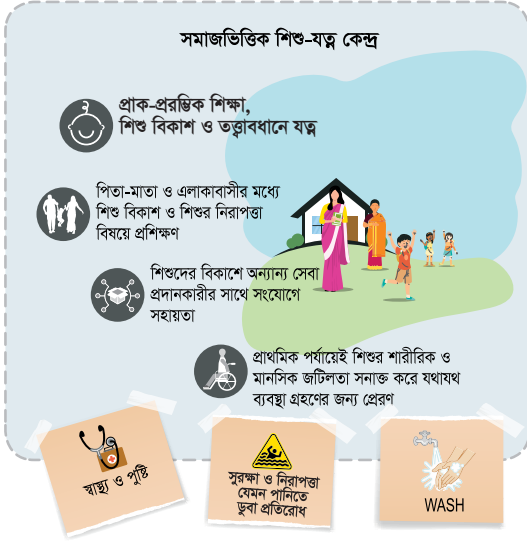 সমাজভিত্তিক শিশু-যত্ন কেন্দ্র
প্রাক-প্ররম্ভিক শিক্ষা,
শিশু বিকাশ ও তত্ত্বাবধানে যত্ন
পিতা-মাতা ও এলাকাবাসীর মধ্যে
শিশু বিকাশ ও শিশুর নিরাপত্তা
বিষয়ে প্রশিক্ষণ
শিশুদের বিকাশে অন্যান্য সেবা
প্রদানকারীর সাথে সংযোগে
সহায়তা
প্রাথমিক পর্যায়েই শিশুর শারীরিক ও
মানসিক জটিলতা সনাক্ত করে যথাযথ
ব্যবস্থা গ্রহণের জন্য প্রেরণ
স্বাস্থ্য ও পুষ্টি
সুরক্ষা ও নিরাপত্তা
যেমন পানিতে
ডুবা প্রতিরোধ
WASH